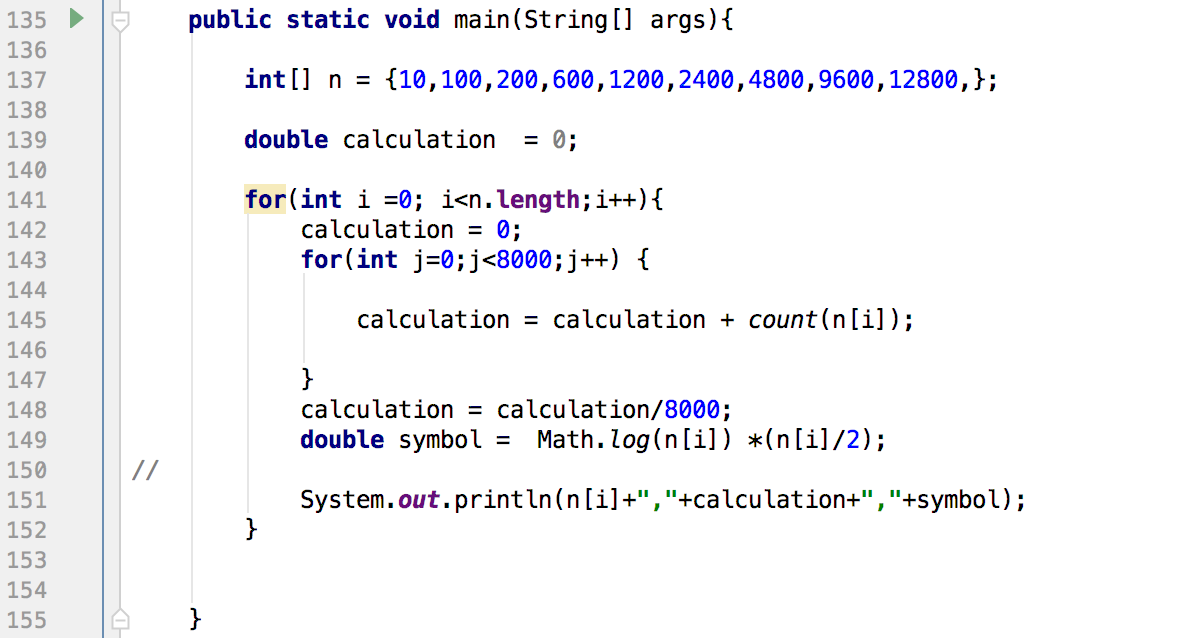 135 public static void main(String[] args){
136
137 int[] n = {10,100,200,600,1200,2400,4800,9600,12800,};
138
139 double calculation  = 0;
140
141 for(int i =0; i<n.length;i++){
142 calculation = 0;
143 for(int j=0;j<8000;j++) {
144
145 calculation = calculation + count(n[i]);
146
147 }
148 calculation = calculation/8000;
149 double symbol =  Math.log(n[i]) *(n[i]/2);
150 //
151 System.out.println(n[i]+","+calculation+","+symbol);
152 }
153
154
155 }